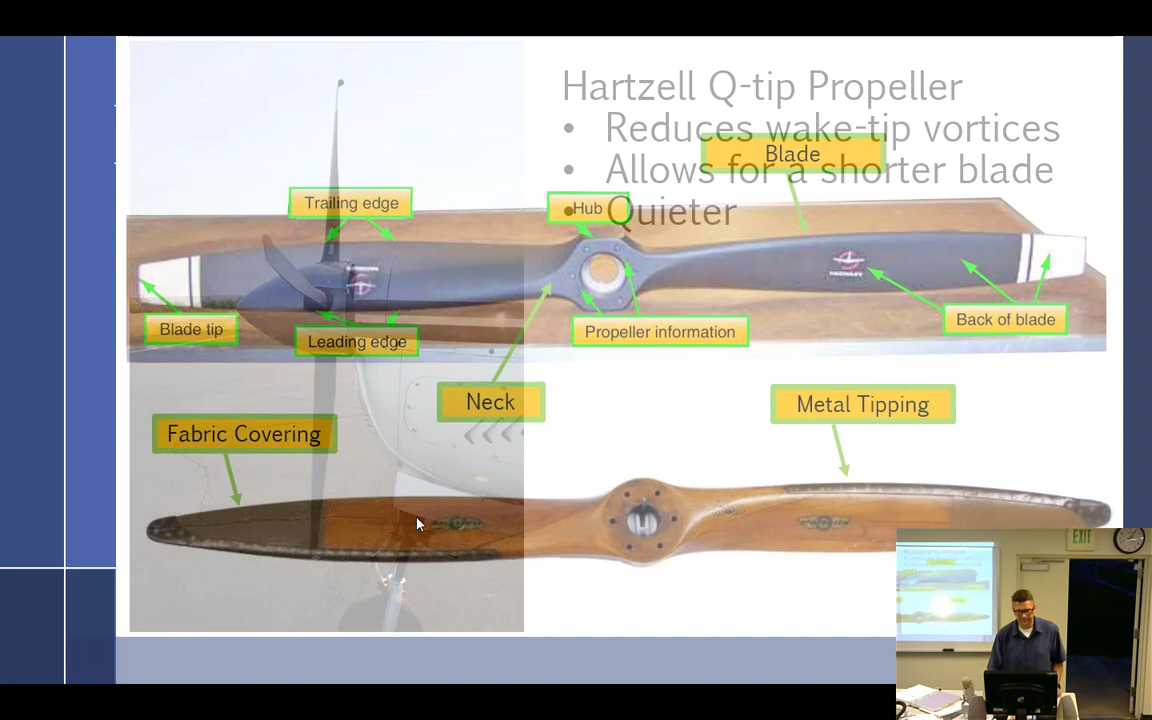 Hartzell Q-tip Propeller
• Reduces wake-tip vortices
Blade
• Allows for a shorter blade
Trailing edge
Hub
• Quieter
Blade tip
Leading edge
Propeller information
Back of blade
Neck
Metal Tipping
Fabric Covering
EXIT